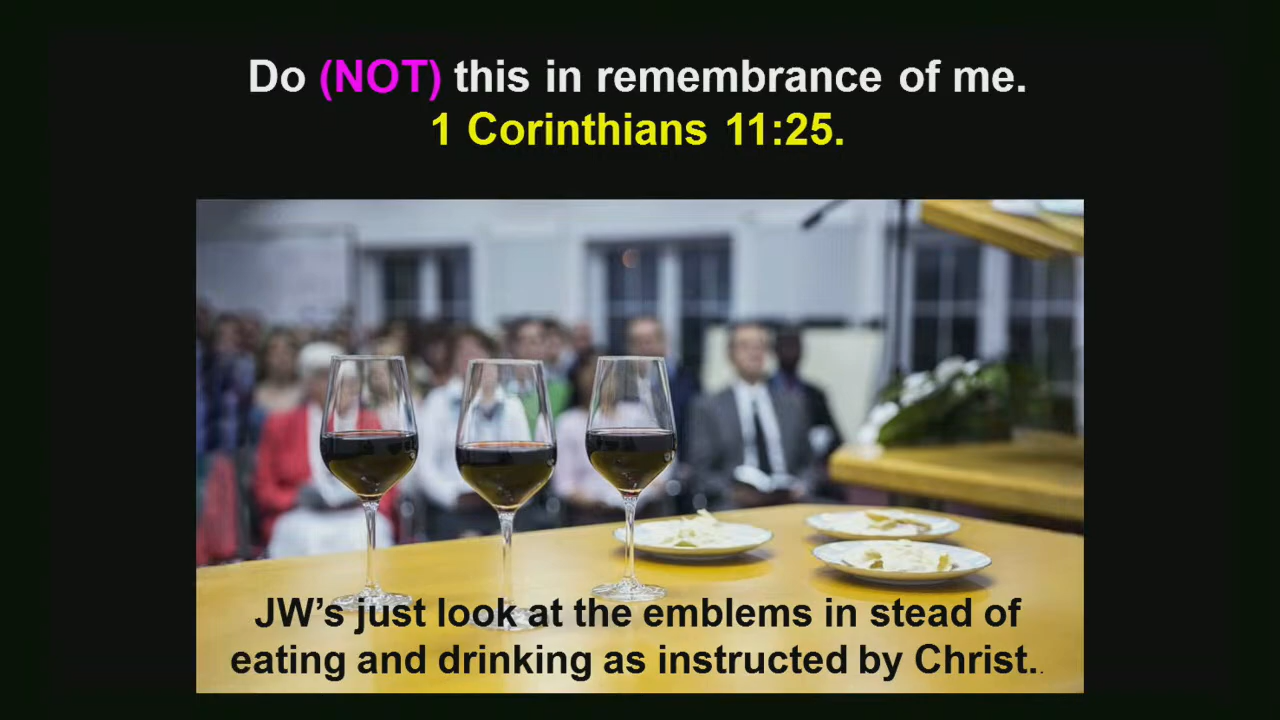 Do (NOT) this in remembrance of me.
1 Corinthians 11:25.
JW’s just look at the emblems in stead of
eating and drinking as instructed by Christ..